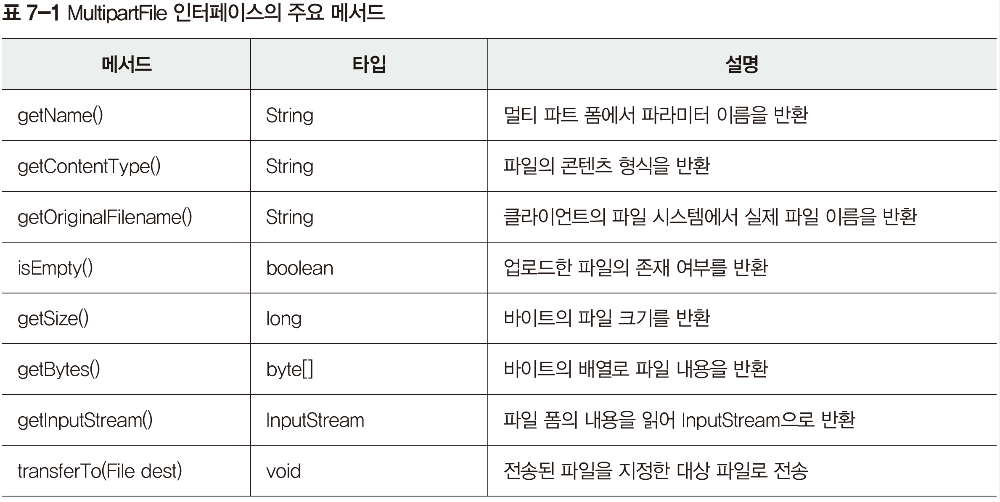 표 7-1 MultipartFile 인터페이스의 주요 메서드
메서드 타입 설명
getName() String 멀티 파트 폼에서 파라미터 이름을 반환
getContentType() String 파일의 콘텐츠 형식을 반환
getOriginalFilename() String 클라이언트의 파일 시스템에서 실제 파일 이름을 반환
isEmpty() boolean 업로드한 파일의 존재 여부를 반환
getSize() long 바이트의 파일 크기를 반환
getBytes() byte[] 바이트의 배열로 파일 내용을 반환
getInputStream() InputStream 파일 폼의 내용을 읽어 InputStream으로 반환
transferTo(File dest) void 전송된 파일을 지정한 대상 파일로 전송